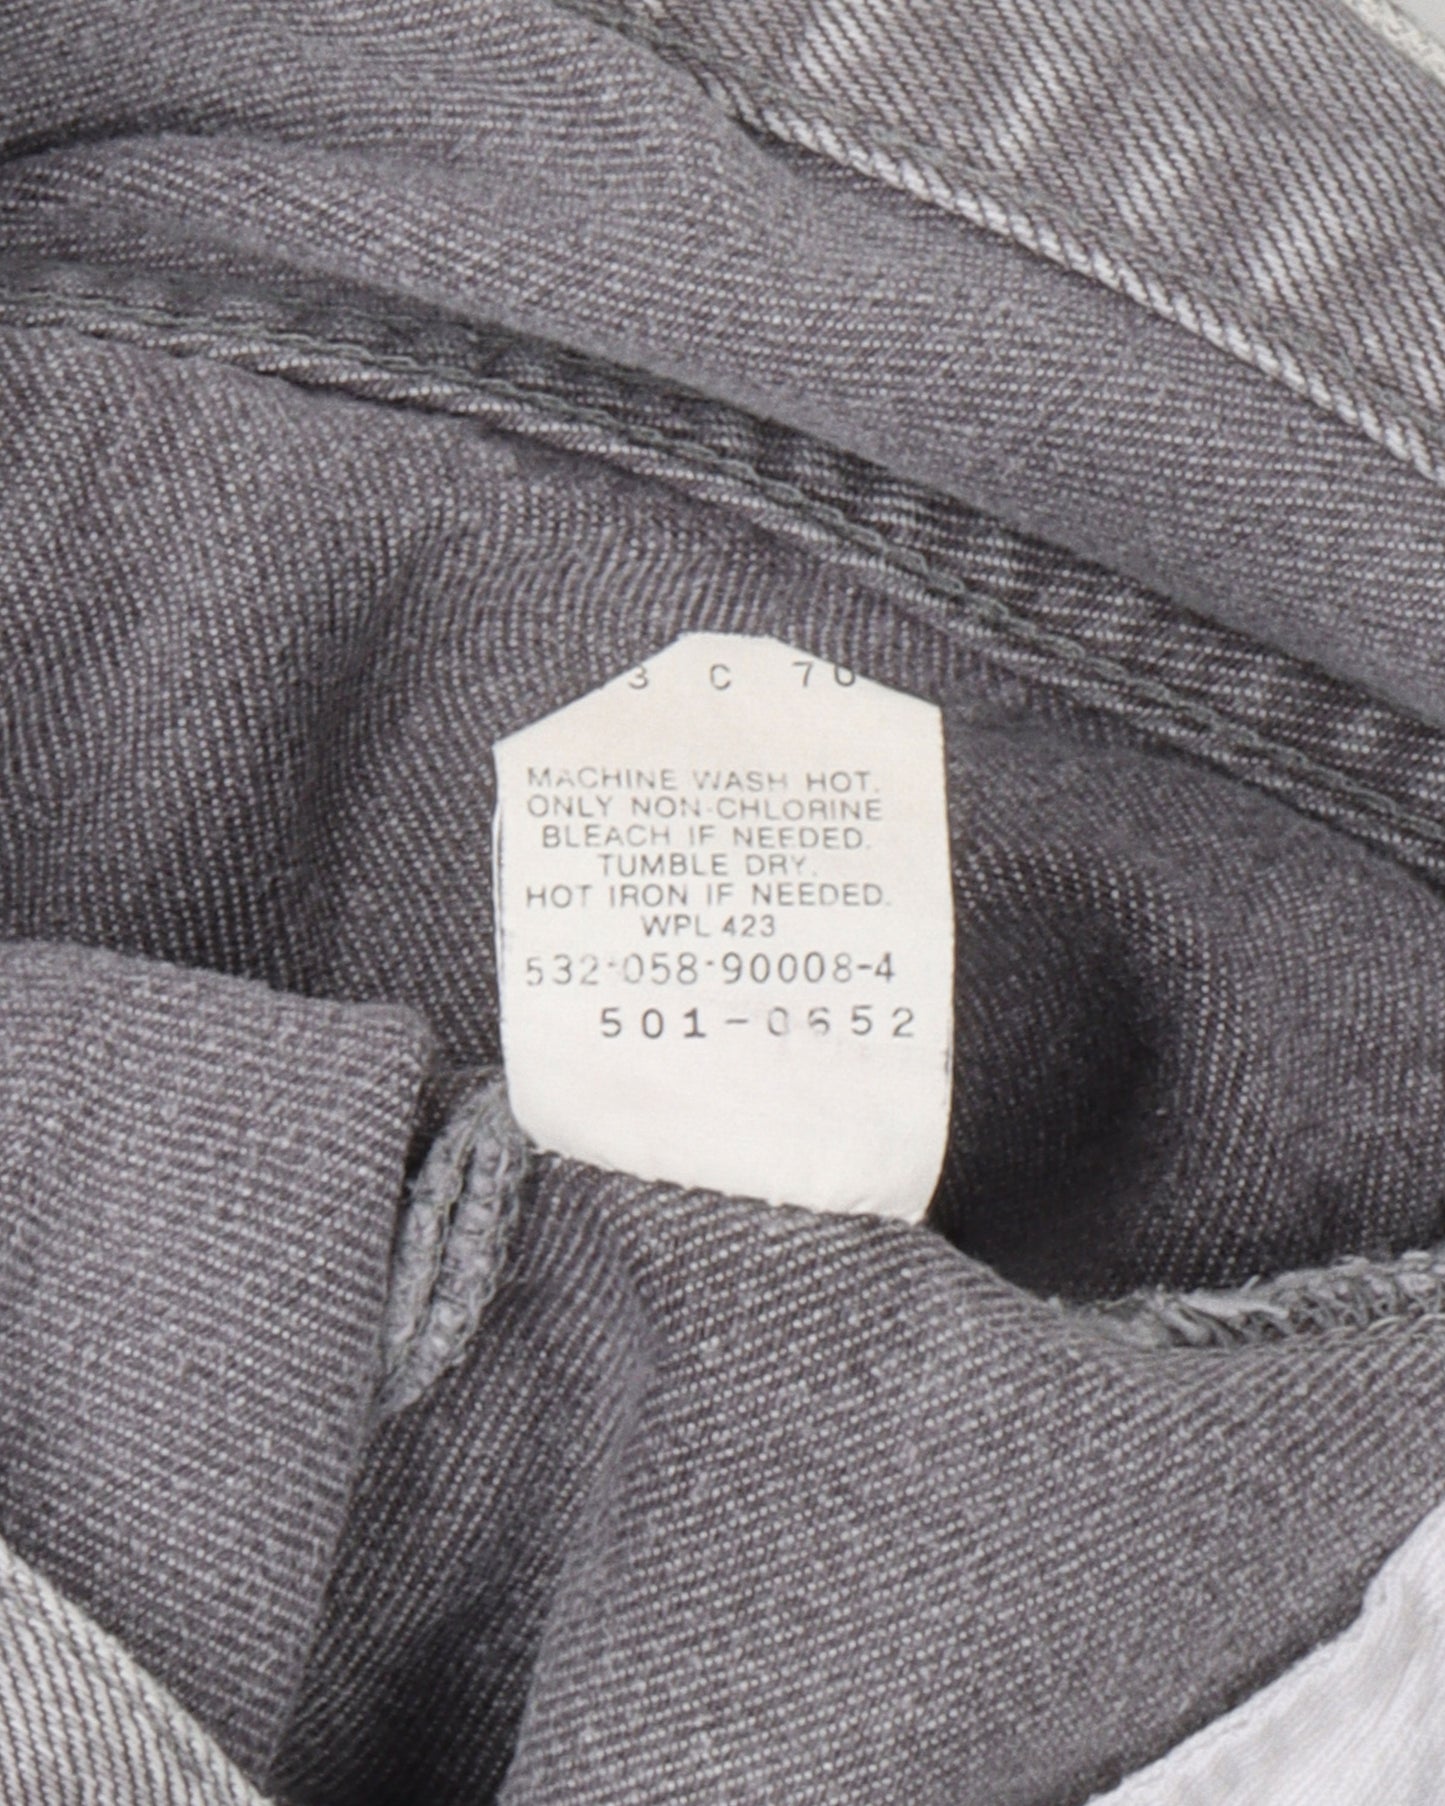 3 C 70
MACHINE WASH HOT.
ONLY NON-CHLORINE
BLEACH IF NEEDED.
TUMBLE DRY.
HOT IRON IF NEEDED.
WPL 423
532-058-90008-4
501-0652